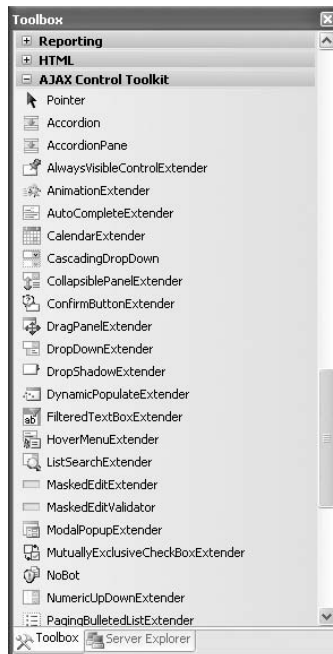 Toolbox
Reporting
HTML
AJAX Control Toolkit
Pointer
Accordion
AccordionPane
AlwaysVisibleControlExtender
AnimationExtender
AutoCompleteExtender
CalendarExtender
CascadingDropDown
CollapsiblePanelExtender
ConfirmButtonExtender
DragPanelExtender
DropDownExtender
DropShadowExtender
DynamicPopulateExtender
FilteredTextBoxExtender
HoverMenuExtender
ListSearchExtender
MaskedEditExtender
MaskedEditValidator
ModalPopupExtender
MutuallyExclusiveCheckBoxExtender
NoBot
NumericUpDownExtender
PagingBulletedListExtender
Toolbox Server Explorer